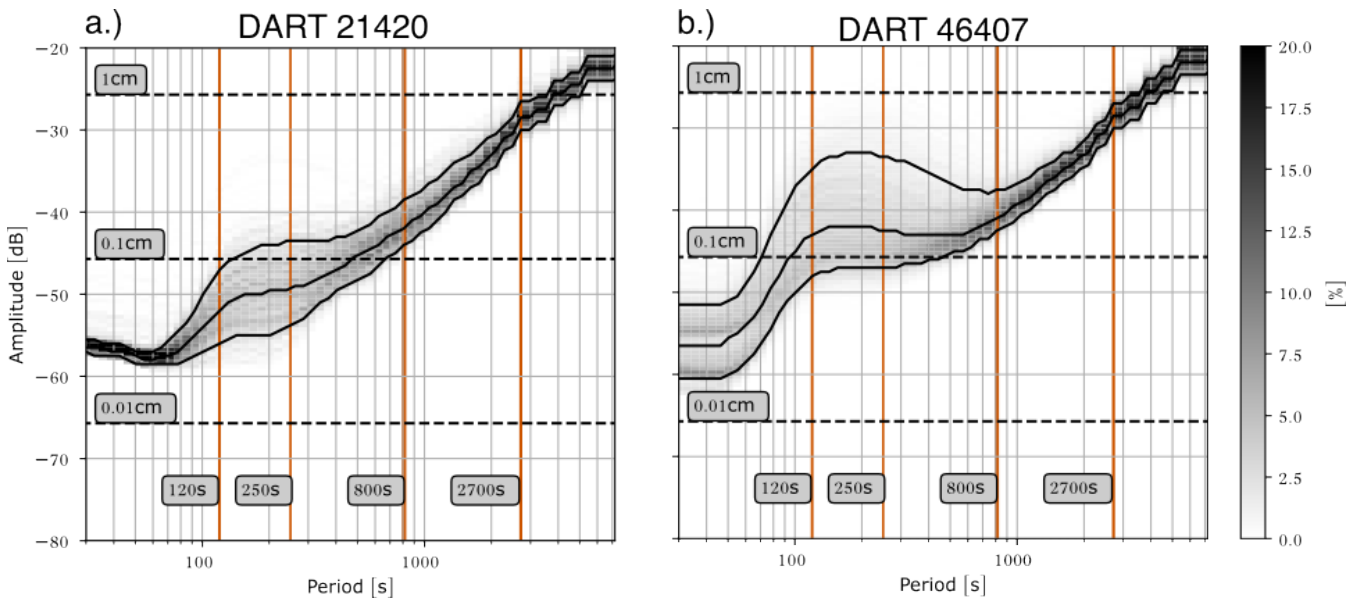 a.) DART 21420
b.) DART 46407
Amplitude [dB]
−20
−30
−40
−50
−60
−70
−80
1cm
0.1cm
0.01cm
120s
250s
800s
2700s
100
1000
Period [s]
1cm
0.1cm
0.01cm
120s
250s
800s
2700s
100
1000
Period [s]
20.0
17.5
15.0
12.5
10.0
7.5
5.0
2.5
0.0
[%]